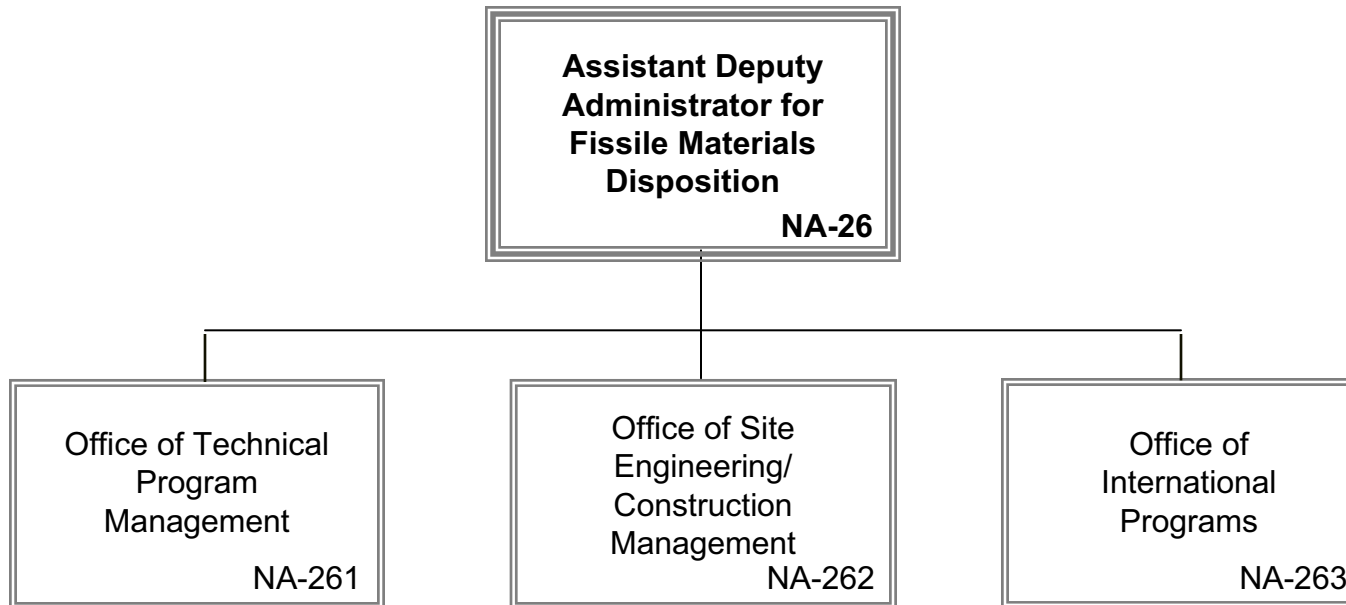 Assistant Deputy
Administrator for
Fissile Materials
Disposition
NA-26
Office of Technical
Program
Management
NA-261
Office of Site
Engineering/
Construction
Management
NA-262
Office of
International
Programs
NA-263